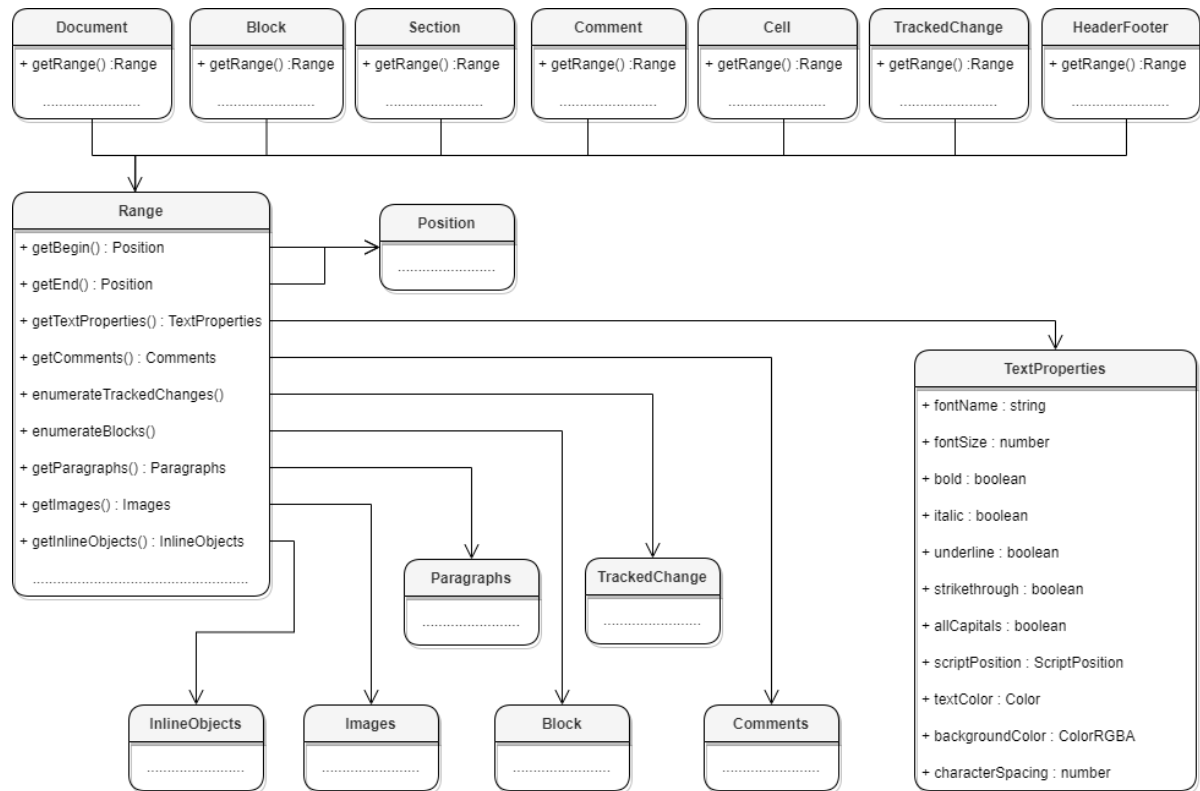 Document
+ getRange() :Range
........................
Block
+ getRange() :Range
........................
Section
+ getRange() :Range
........................
Comment
+ getRange() :Range
........................
Cell
+ getRange() :Range
........................
TrackedChange
+ getRange() :Range
........................
HeaderFooter
+ getRange() :Range
........................
Range
+ getBegin() : Position
+ getEnd() : Position
+ getTextProperties() : TextProperties
+ getComments() : Comments
+ enumerateTrackedChanges()
+ enumerateBlocks()
+ getParagraphs() : Paragraphs
+ getImages() : Images
+ getInlineObjects() : InlineObjects
.....................................................
Position
........................
TextProperties
+ fontName : string
+ fontSize : number
+ bold : boolean
+ italic : boolean
+ underline : boolean
+ strikethrough : boolean
+ allCapitals : boolean
+ scriptPosition : ScriptPosition
+ textColor : Color
+ backgroundColor : ColorRGBA
+ characterSpacing : number
Paragraphs
........................
TrackedChange
........................
InlineObjects
........................
Images
........................
Block
........................
Comments
........................